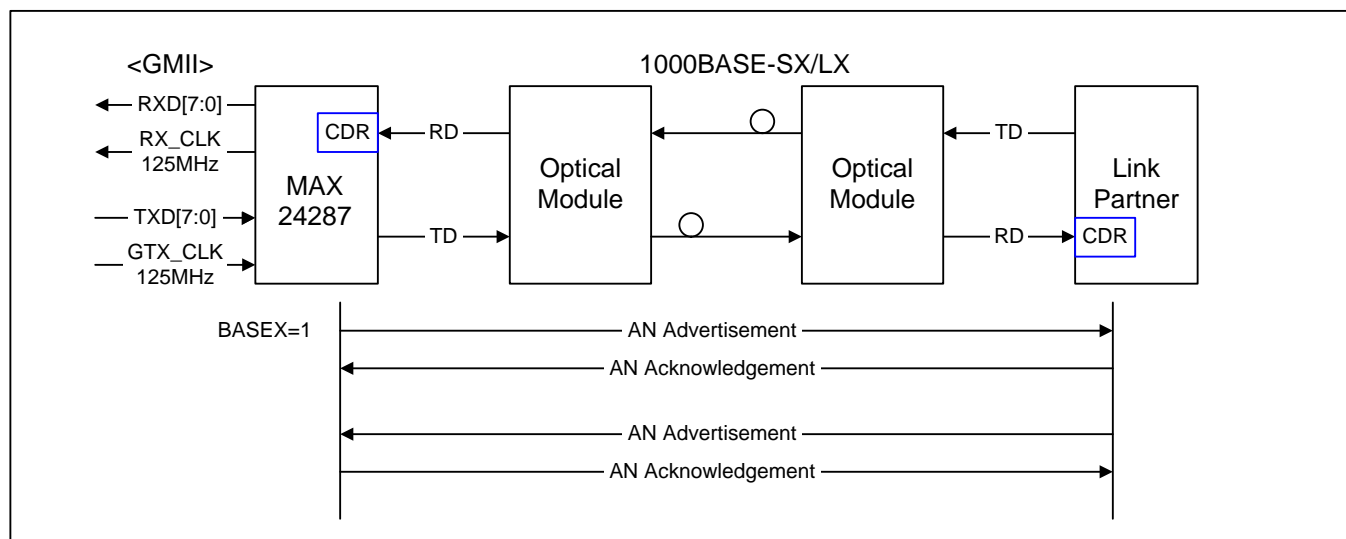 <GMII>
1000BASE-SX/LX
RXD[7:0]
RX_CLK
125MHz
TXD[7:0]
GTX_CLK
125MHz
CDR
MAX
24287
RD
TD
Optical
Module
Optical
Module
TD
RD
Link
Partner
CDR
BASEX=1
AN Advertisement
AN Acknowledgement
AN Advertisement
AN Acknowledgement